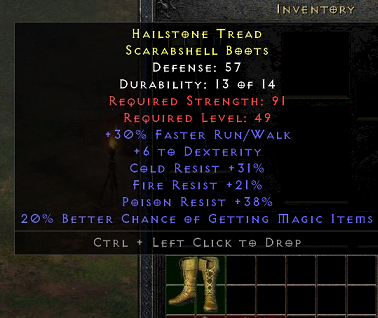 Inventory
Hailstone Tread
Scarabshell Boots
Defense: 57
Durability: 13 of 14
Required Strength: 91
Required Level: 49
+30% Faster Run/Walk
+6 to Dexterity
Cold Resist +31%
Fire Resist +21%
Poison Resist +38%
20% Better Chance of Getting Magic Items
Ctrl + Left Click to Drop